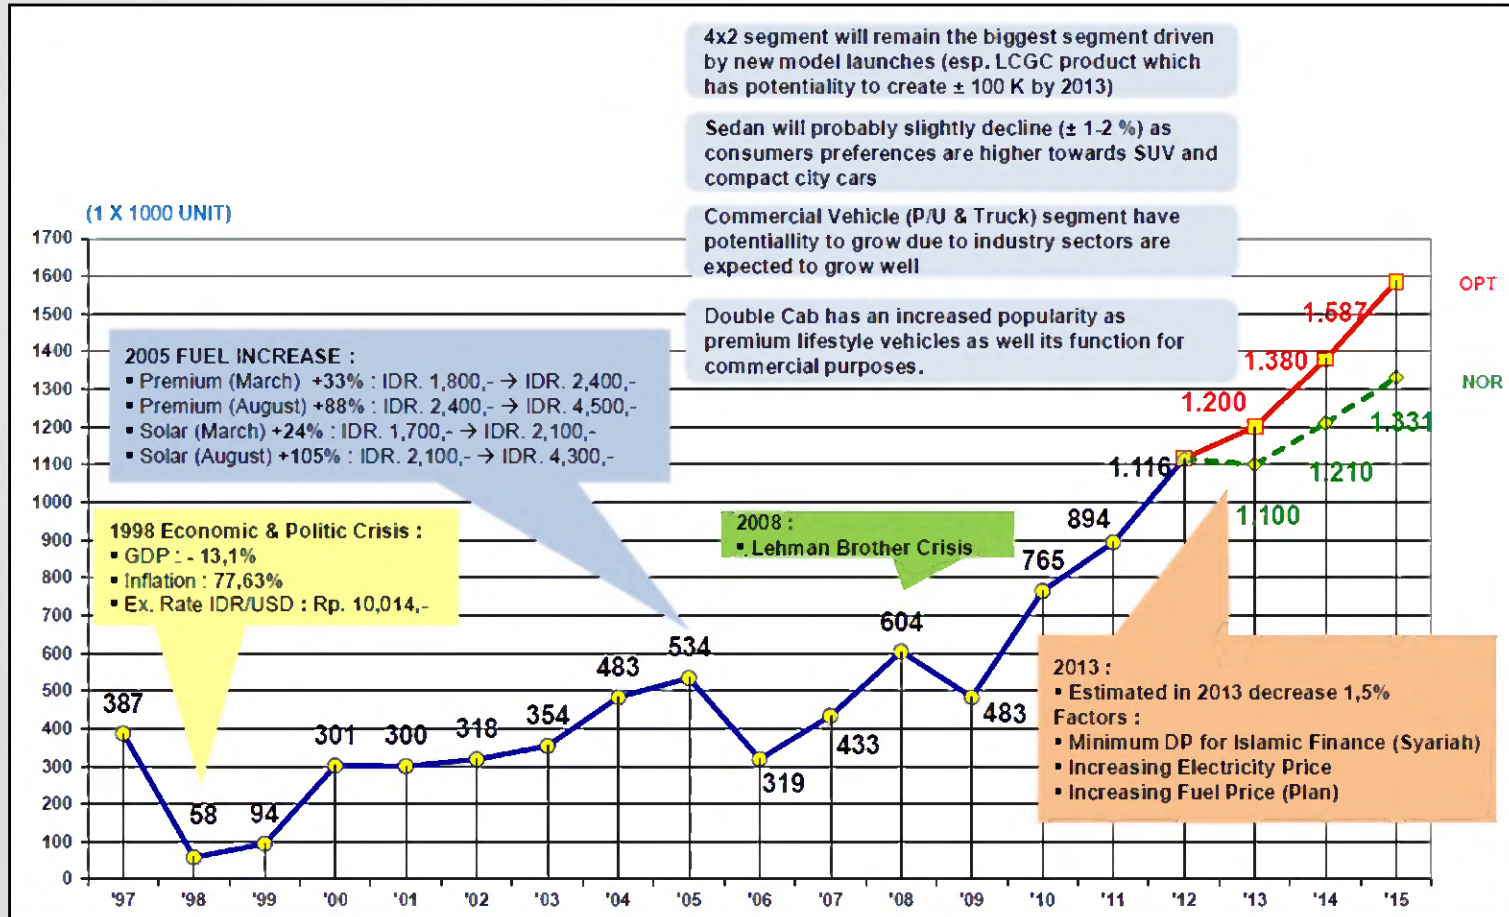 4x2 segment will remain the biggest segment driven
by new model launches (esp. LCGC product which
has potentiality to create ± 100 K by 2013)
Sedan will probably slightly decline (± 1-2 %) as
consumers preferences are higher towards SUV and
compact city cars
Commercial Vehicle (P/U & Truck) segment have
potentiallity to grow due to industry sectors are
expected to grow well
Double Cab has an increased popularity as
premium lifestyle vehicles as well its function for
commercial purposes.
(1 X 1000 UNIT)
1700
1600
1500
1400
1300
1200
1100
1000
900
800
700
600
500
400
300
200
100
0
2005 FUEL INCREASE :
▪ Premium (March) +33% : IDR. 1,800,- → IDR. 2,400,-
▪ Premium (August) +88% : IDR. 2,400,- → IDR. 4,500,-
▪ Solar (March) +24% : IDR. 1,700,- → IDR. 2,100,-
▪ Solar (August) +105% : IDR. 2,100,- → IDR. 4,300,-
1998 Economic & Politic Crisis :
▪ GDP : - 13,1%
▪ Inflation : 77,63%
▪ Ex. Rate IDR/USD : Rp. 10,014,-
2008 :
▪ Lehman Brother Crisis
2013 :
▪ Estimated in 2013 decrease 1,5%
Factors :
▪ Minimum DP for Islamic Finance (Syariah)
▪ Increasing Electricity Price
▪ Increasing Fuel Price (Plan)
387
58
94
301
300
318
354
483
534
319
433
604
483
765
894
1.116
1.200
1.380
1.587
1.100
1.210
1.331
OPT
NOR
'97 '98 '99 '00 '01 '02 '03 '04 '05 '06 '07 '08 '09 '10 '11 '12 '13 '14 '15